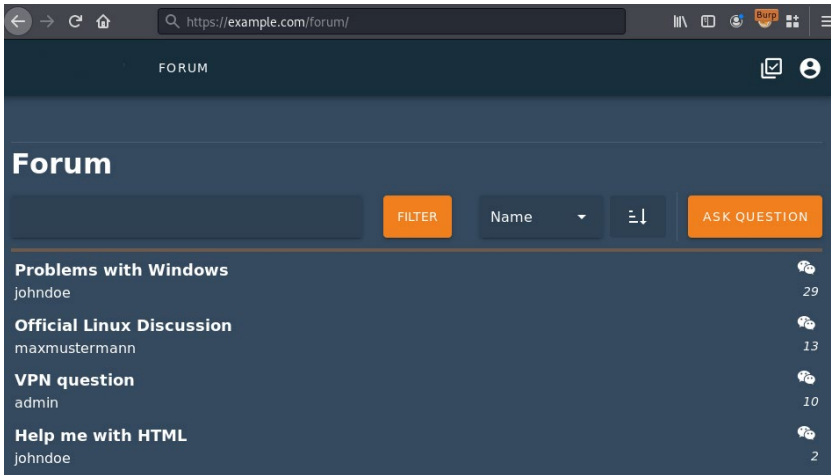 https://example.com/forum/
Burp
FORUM
Forum
FILTER
Name
ASK QUESTION
Problems with Windows
johndoe
29
Official Linux Discussion
maxmustermann
13
VPN question
admin
10
Help me with HTML
johndoe
2